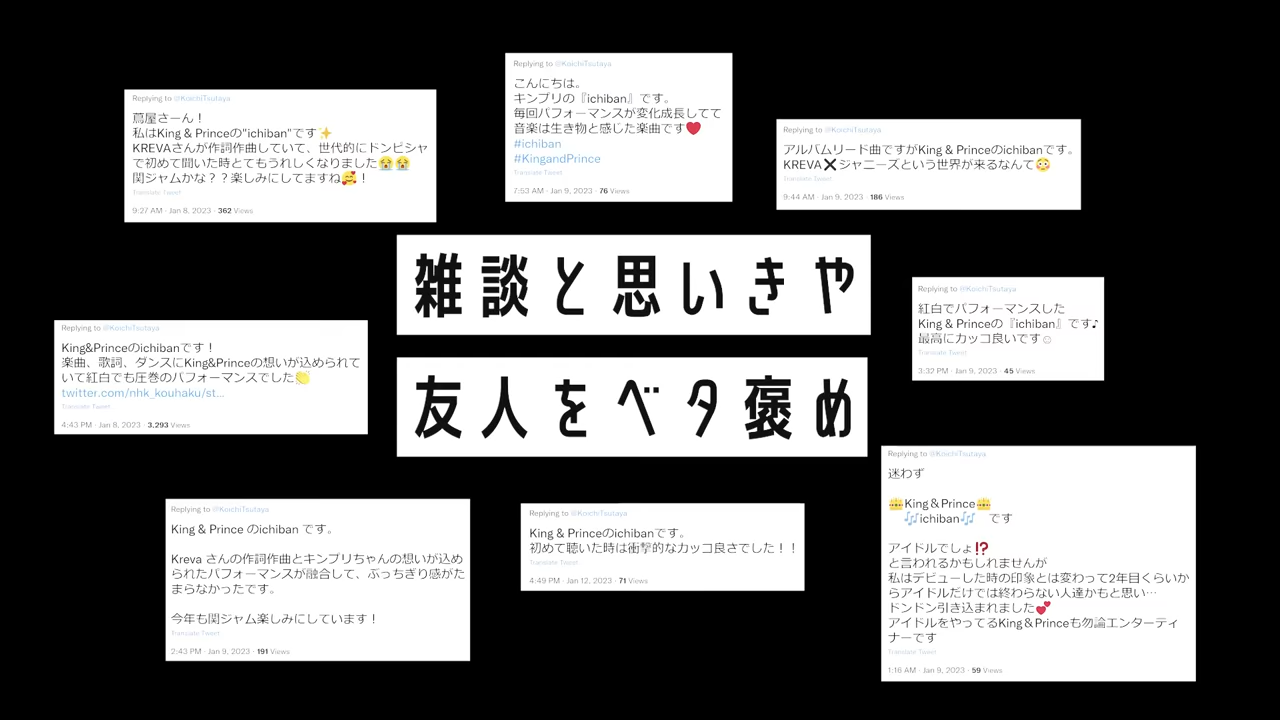 Replying to @KoichiTsutaya
蔦屋さーん！
私はKing & Princeの"ichiban"です✨
KREVAさんが作詞作曲していて、世代的にドンピシャ
で初めて聞いた時とてもうれしくなりました😭😭
関ジャムかな？？楽しみにしてますね🥰！
Translate Tweet
9:27 AM · Jan 8, 2023 · 362 Views
Replying to @KoichiTsutaya
こんにちは。
キンプリの『ichiban』です。
毎回パフォーマンスが変化成長してて
音楽は生き物と感じた楽曲です❤️
#ichiban
#KingandPrince
Translate Tweet
7:53 AM · Jan 9, 2023 · 76 Views
Replying to @KoichiTsutaya
アルバムリード曲ですがKing & Princeのichibanです。
KREVA✖️ジャニーズという世界が来るなんて😳
Translate Tweet
9:44 AM · Jan 9, 2023 · 186 Views
雑談と思いきや
友人をベタ褒め
Replying to @KoichiTsutaya
King&Princeのichibanです！
楽曲、歌詞、ダンスにKing&Princeの想いが込められて
いて紅白でも圧巻のパフォーマンスでした👏
twitter.com/nhk_kouhaku/st...
Translate Tweet
4:43 PM · Jan 8, 2023 · 3,293 Views
Replying to @KoichiTsutaya
紅白でパフォーマンスした
King & Princeの『ichiban』です♪
最高にカッコ良いです☺
Translate Tweet
3:32 PM · Jan 9, 2023 · 45 Views
Replying to @KoichiTsutaya
King & Prince のichiban です。
Kreva さんの作詞作曲とキンプリちゃんの想いが込め
られたパフォーマンスが融合して、ぶっちぎり感がた
まらなかったです。
今年も関ジャム楽しみにしています！
Translate Tweet
2:43 PM · Jan 9, 2023 · 191 Views
Replying to @KoichiTsutaya
King & Princeのichibanです。
初めて聴いた時は衝撃的なカッコ良さでした！！
Translate Tweet
4:49 PM · Jan 12, 2023 · 71 Views
Replying to @KoichiTsutaya
迷わず
👑King＆Prince👑
🎶ichiban🎶　です
アイドルでしょ⁉️
と言われるかもしれませんが
私はデビューした時の印象とは変わって2年目くらいか
らアイドルだけでは終わらない人達かもと思い…
ドンドン引き込まれました💕
アイドルをやってるKing＆Princeも勿論エンターティ
ナーです
Translate Tweet
1:16 AM · Jan 9, 2023 · 59 Views